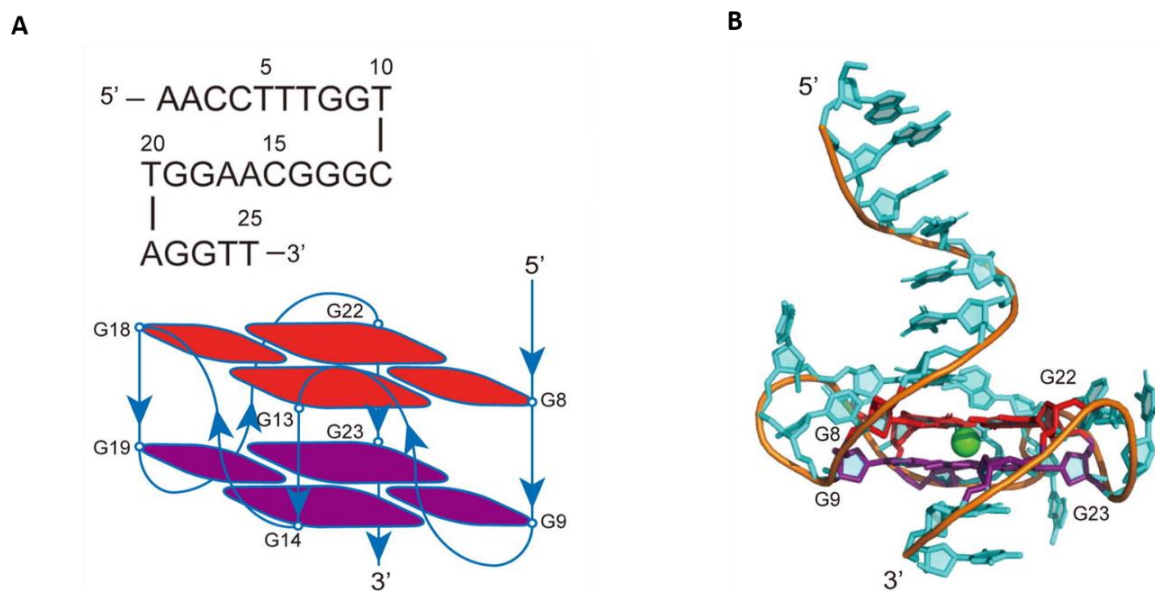 A
B
5
10
5' – AACCTTTGGT
20
15
TGGAACGGGC
25
AGGTT –3'
5'
G18
G22
G8
G13
G19
G23
G9
G14
3'
5'
G22
G8
G9
G23
3'